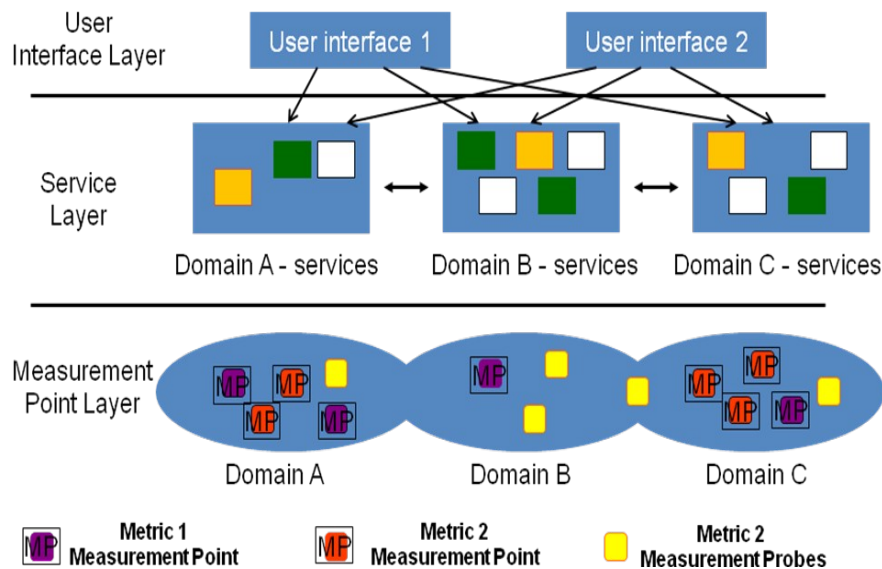 User
Interface Layer
User interface 1
User interface 2
Service
Layer
Domain A - services
Domain B - services
Domain C - services
Measurement
Point Layer
MP
MP
MP
MP
MP
MP
MP
MP
MP
Domain A
Domain B
Domain C
MP
Metric 1
Measurement Point
MP
Metric 2
Measurement Point
Metric 2
Measurement Probes